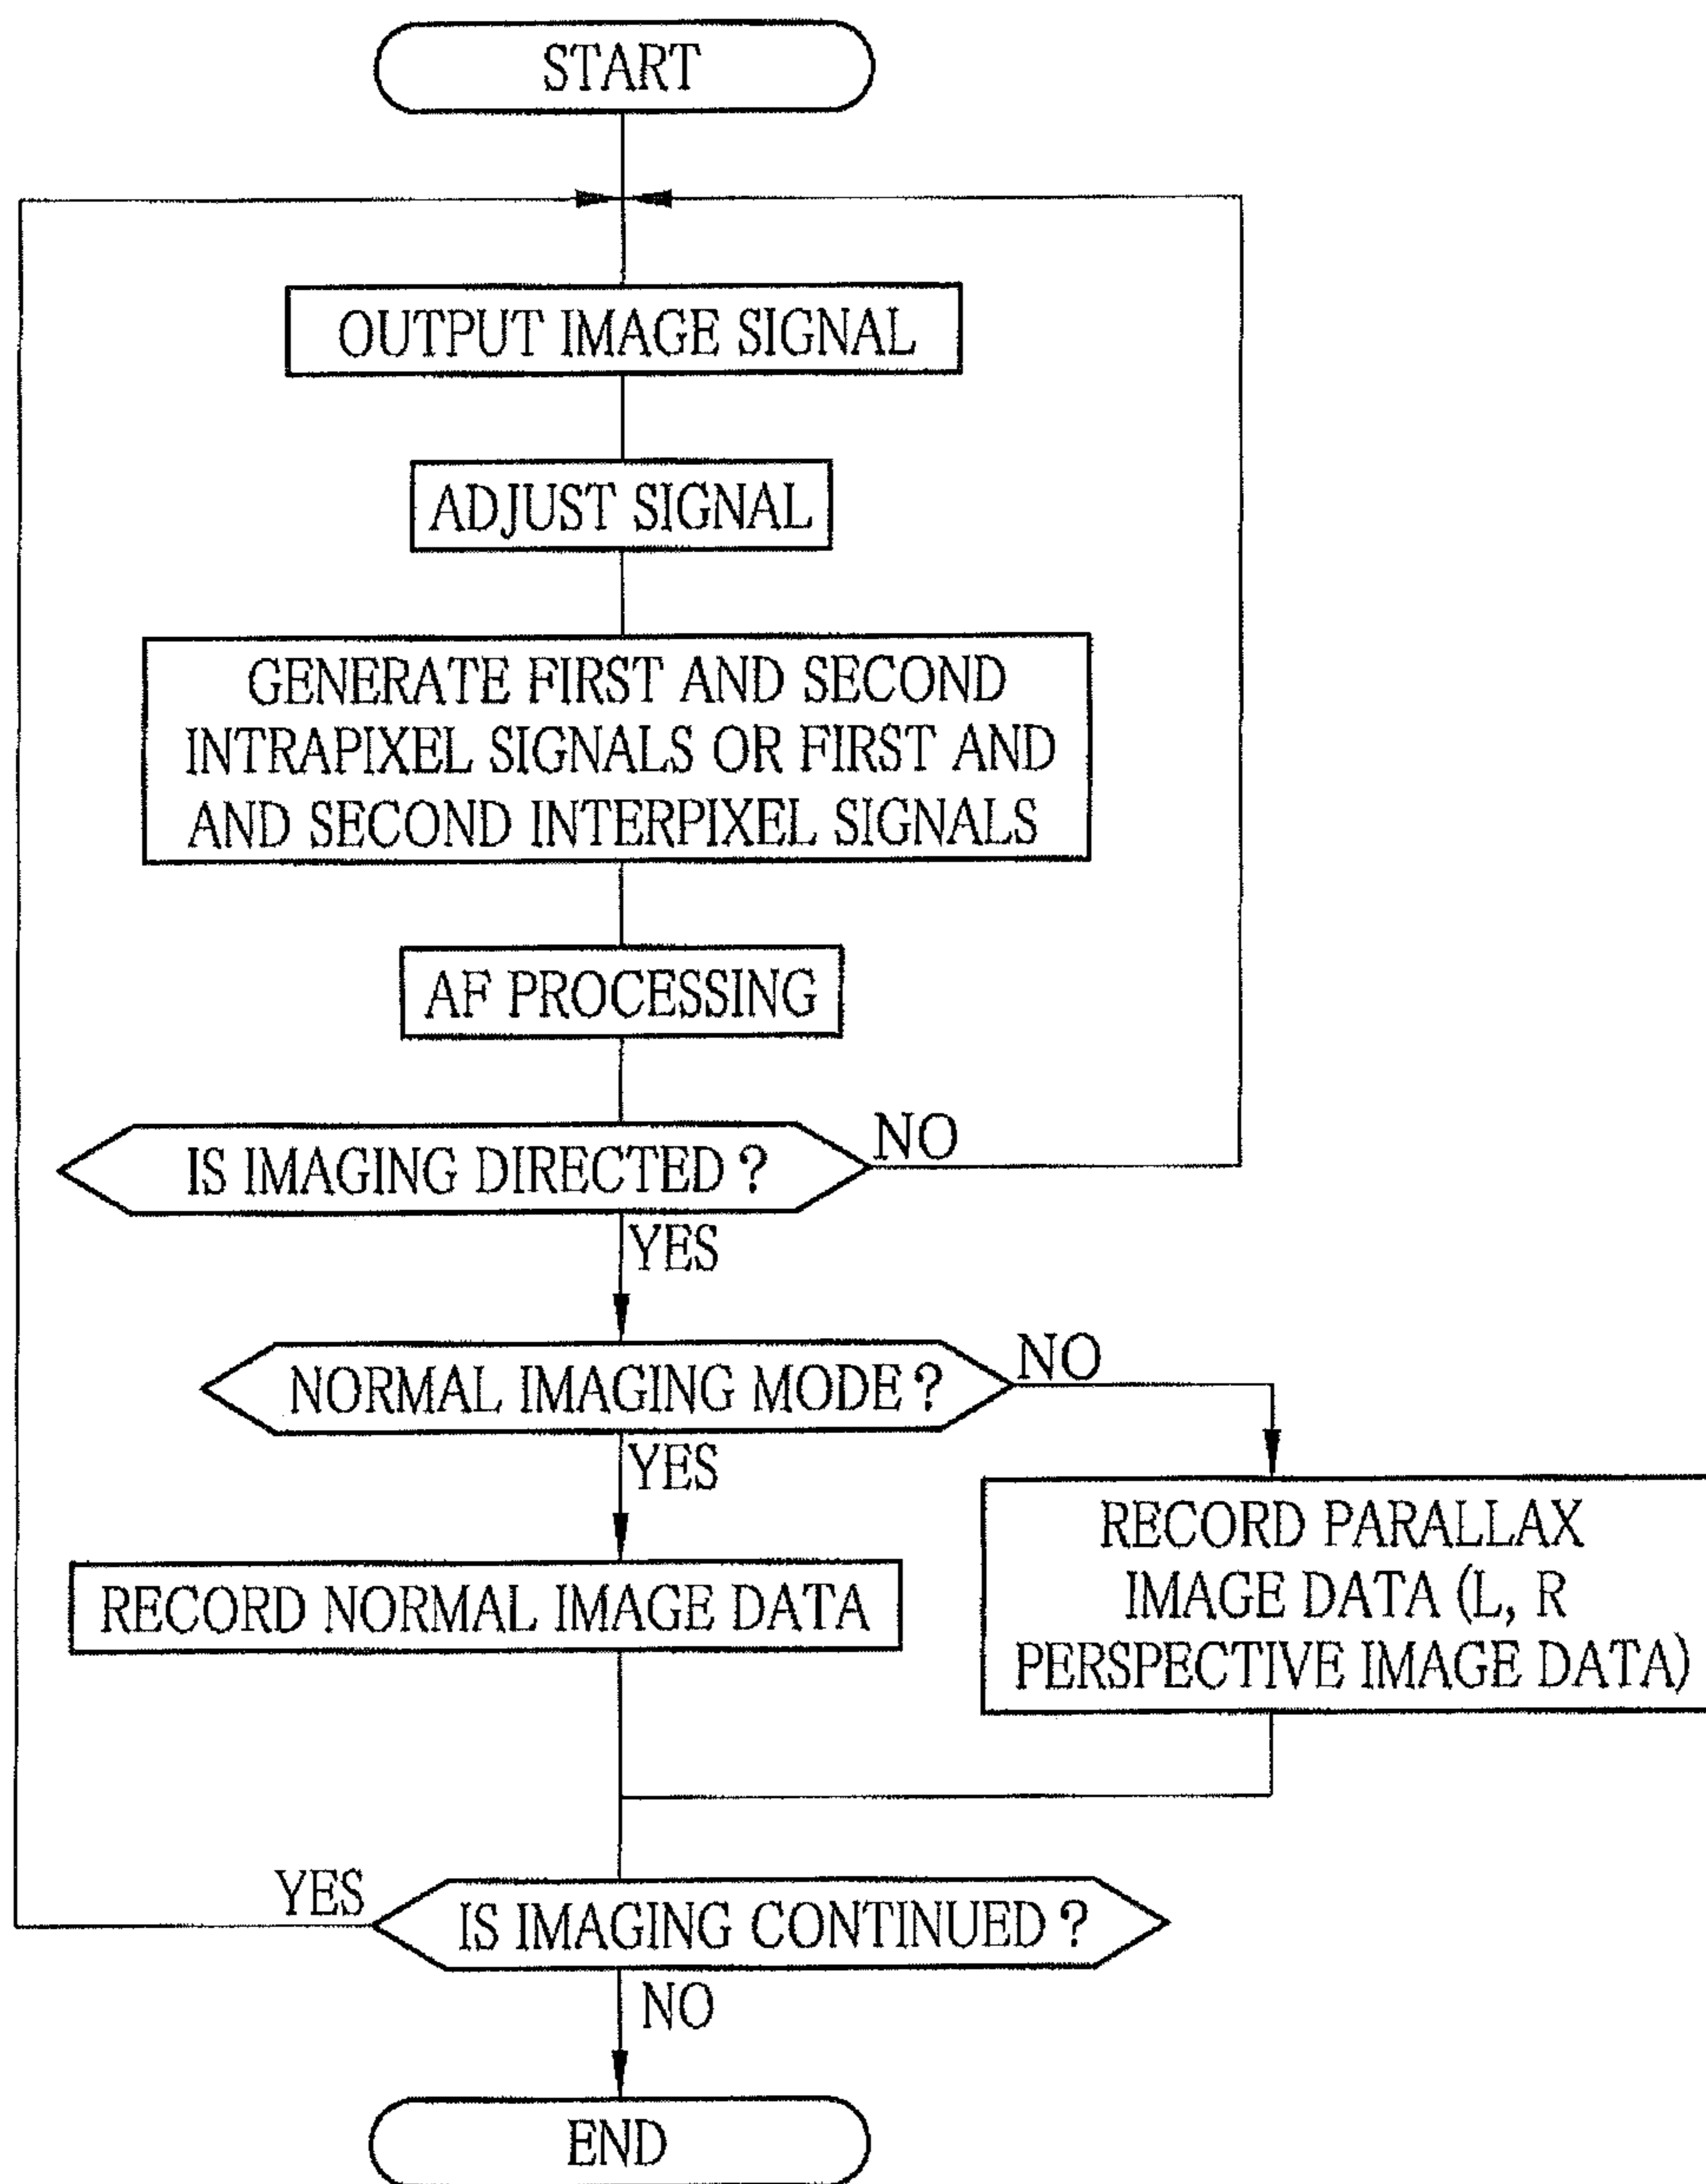 START
OUTPUT IMAGE SIGNAL
ADJUST SIGNAL
GENERATE FIRST AND SECOND
INTRAPIXEL SIGNALS OR FIRST AND
AND SECOND INTERPIXEL SIGNALS
AF PROCESSING
IS IMAGING DIRECTED ?
NO
YES
NORMAL IMAGING MODE ?
NO
YES
RECORD NORMAL IMAGE DATA
RECORD PARALLAX
IMAGE DATA (L, R
PERSPECTIVE IMAGE DATA)
YES
IS IMAGING CONTINUED ?
NO
END